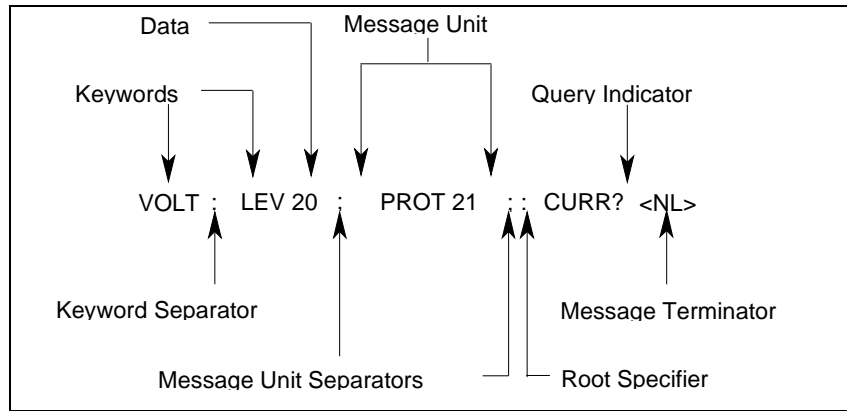 Data Message Unit
Keywords Query Indicator
VOLT : LEV 20 ; PROT 21 ; : CURR? <NL>
Keyword Separator Message Terminator
Message Unit Separators Root Specifier